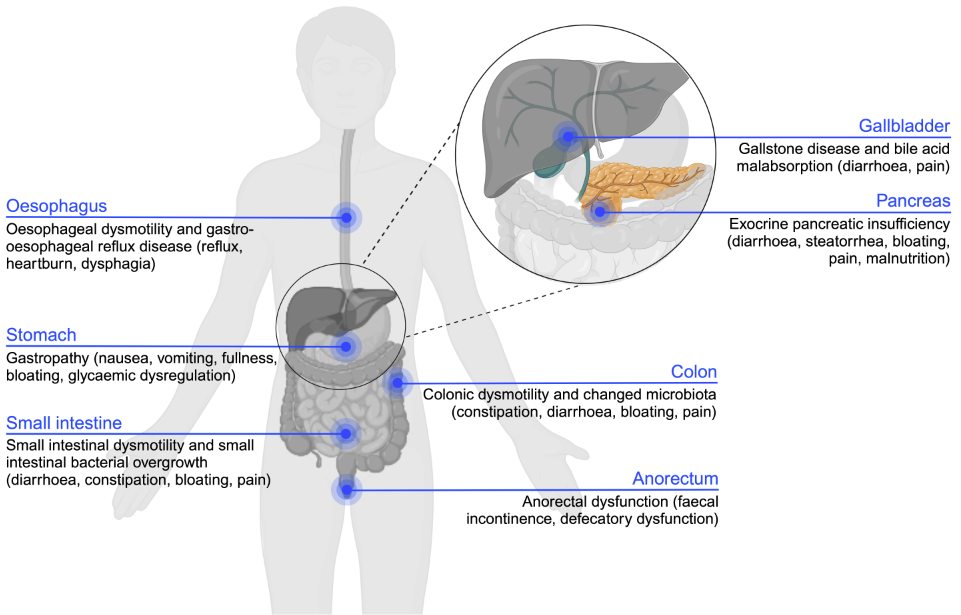 Gallbladder
Gallstone disease and bile acid
malabsorption (diarrhoea, pain)
Oesophagus
Oesophageal dysmotility and gastro-
oesophageal reflux disease (reflux,
heartburn, dysphagia)
Pancreas
Exocrine pancreatic insufficiency
(diarrhoea, steatorrhea, bloating,
pain, malnutrition)
Stomach
Gastropathy (nausea, vomiting, fullness,
bloating, glycaemic dysregulation)
Colon
Colonic dysmotility and changed microbiota
(constipation, diarrhoea, bloating, pain)
Small intestine
Small intestinal dysmotility and small
intestinal bacterial overgrowth
(diarrhoea, constipation, bloating, pain)
Anorectum
Anorectal dysfunction (faecal
incontinence, defecatory dysfunction)